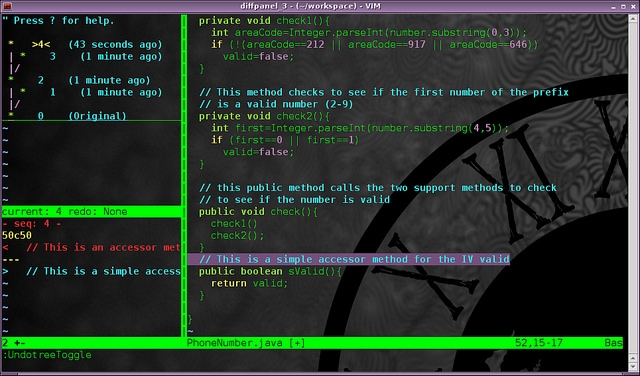 diffpanel_3 - (~/workspace) - VIM
" Press ? for help.
*   >4<   (43 seconds ago)
| *    3    (1 minute ago)
|/
*    2    (1 minute ago)
| *    1    (1 minute ago)
|/
*    0    (Original)
~
~
~
~
~
~
~
current: 4 redo: None
- seq: 4 -
50c50
<   // This is an accessor met
---
>   // This is a simple access
~
~
~
~
~
2 +-
private void check1(){
int areaCode=Integer.parseInt(number.substring(0,3));
if (!(areaCode==212 || areaCode==917 || areaCode==646))
valid=false;
}
// This method checks to see if the first number of the prefix
// is a valid number (2-9)
private void check2(){
int first=Integer.parseInt(number.substring(4,5));
if (first==0 || first==1)
valid=false;
}
// this public method calls the two support methods to check
// to see if the number is valid
public void check(){
check1()
check2();
}
// This is a simple accessor method for the IV valid
public boolean sValid(){
return valid;
}
}
~
PhoneNumber.java [+]    52,15-17    Bas
:UndotreeToggle